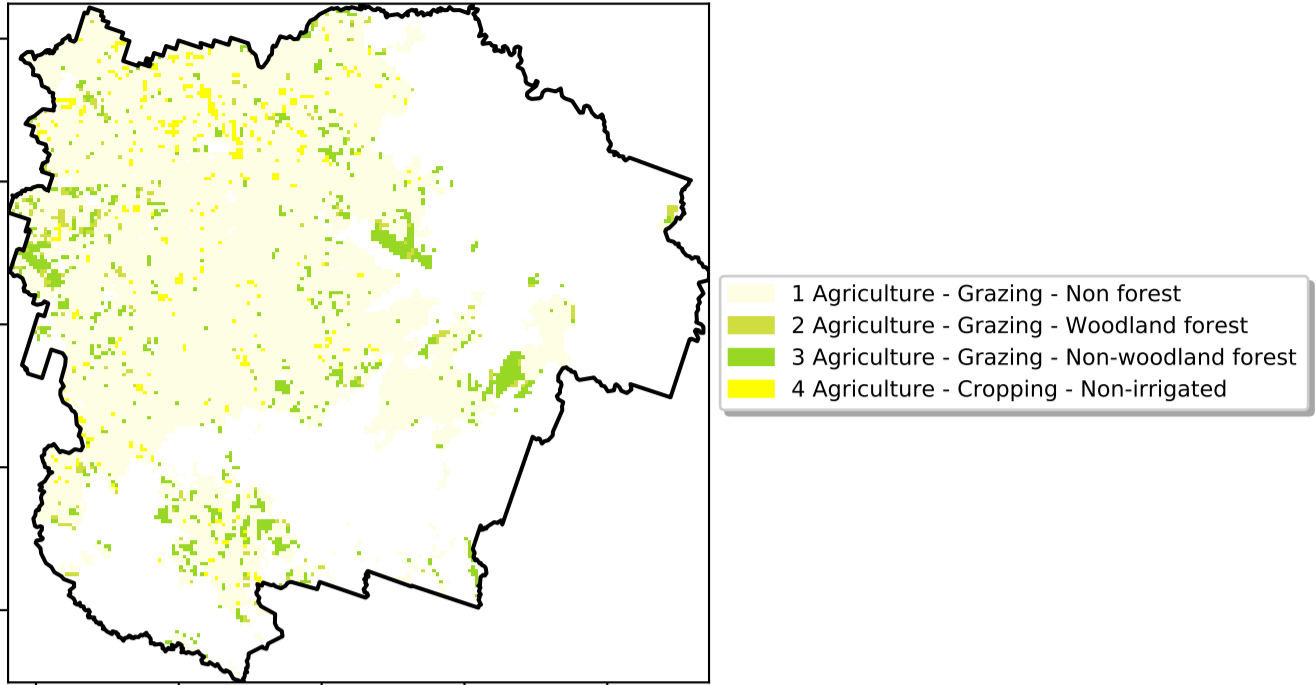 1 Agriculture - Grazing - Non forest
2 Agriculture - Grazing - Woodland forest
3 Agriculture - Grazing - Non-woodland forest
4 Agriculture - Cropping - Non-irrigated